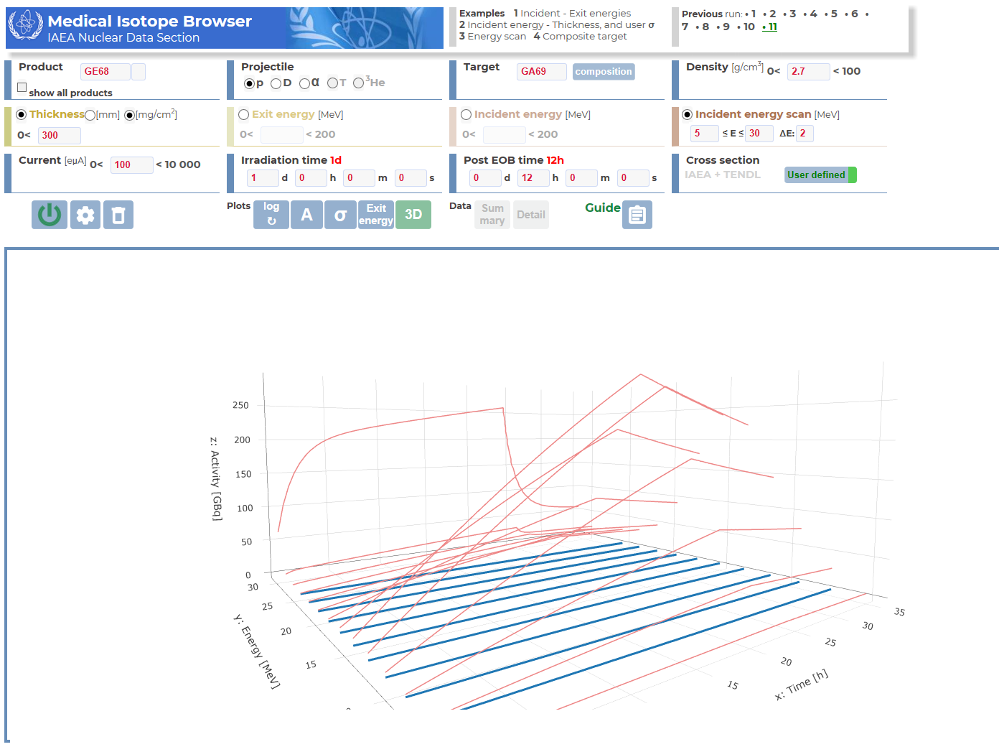 Medical Isotope Browser
IAEA Nuclear Data Section
Examples 1 Incident - Exit energies
2 Incident energy - Thickness, and user σ
3 Energy scan 4 Composite target
Previous run: • 1 • 2 • 3 • 4 • 5 • 6 •
7 • 8 • 9 • 10 • 11
Product GE68
show all products
Projectile
p D α T ³He
Target GA69 composition
Density [g/cm³] 0< 2.7 < 100
Thickness [mm] [mg/cm²]
0< 300
Exit energy [MeV]
0< < 200
Incident energy [MeV]
0< < 200
Incident energy scan [MeV]
5 ≤ E ≤ 30 ΔE: 2
Current [eμA] 0< 100 < 10 000
Irradiation time 1d
1 d 0 h 0 m 0 s
Post EOB time 12h
0 d 12 h 0 m 0 s
Cross section
IAEA + TENDL User defined
Plots log ↻ A σ Exit energy 3D
Data Sum mary Detail
Guide
250
200
150
100
50
0
z: Activity [GBq]
30
25
20
15
y: Energy [MeV]
35
30
25
20
15
x: Time [h]